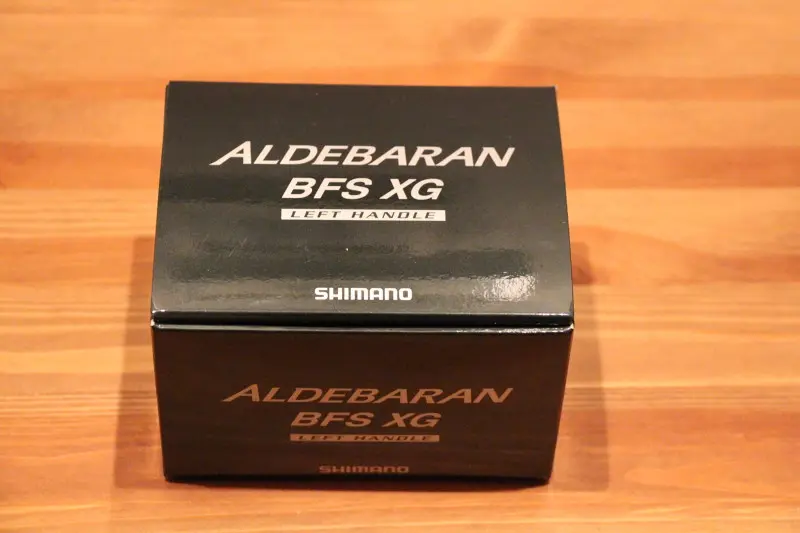 ALDEBARAN
BFS XG
LEFT HANDLE
SHIMANO
ALDEBARAN
BFS XG
LEFT HANDLE
SHIMANO